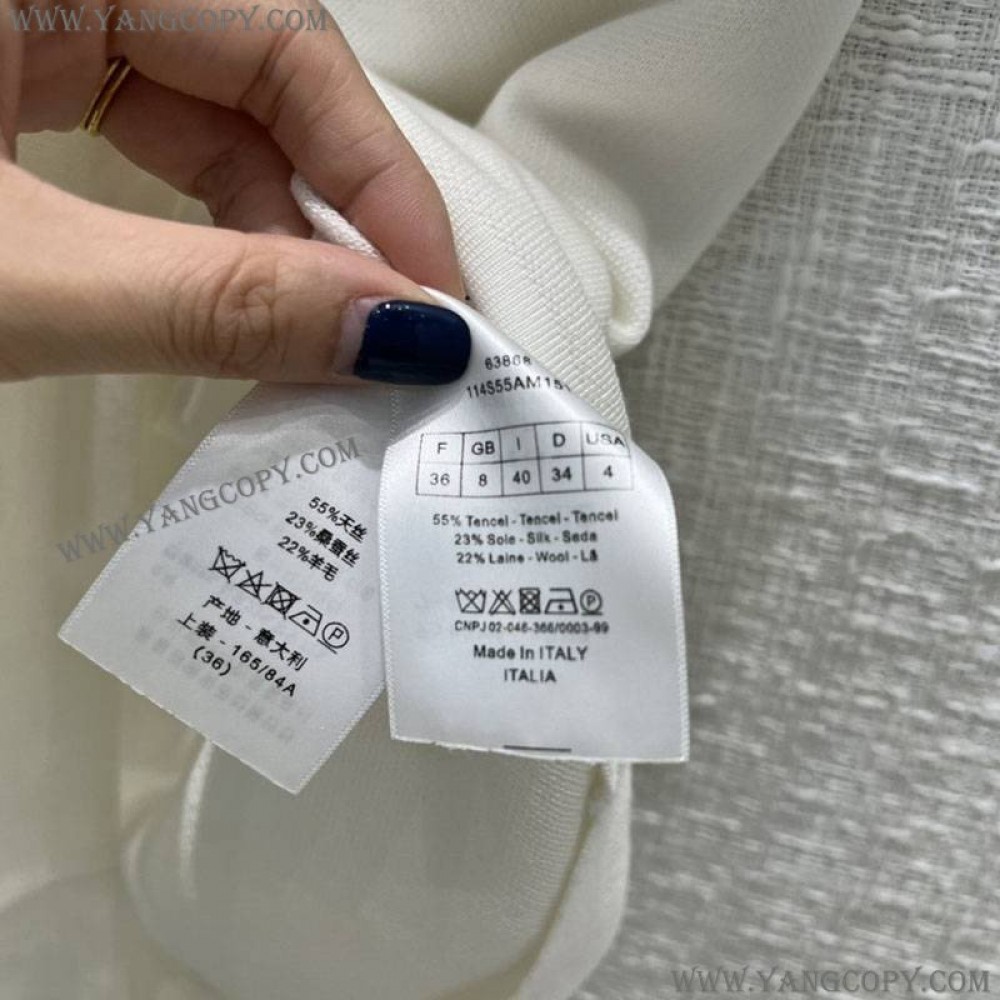 WWW.YANGCOPY.COM
114S55AM15
F GB I D USA
36 8 40 34 4
55% Tencel - Tencel - Tencel
23% Soie - Silk - Seda
22% Laine - Wool - Lã
CNPJ 02-046-366/0003-99
Made In ITALY
ITALIA
WWW.YANGCOPY.COM
55%天丝
23%桑蚕丝
22%羊毛
P
产地 - 意大利
上装 - 165/84A
(36)
WWW.YANGCOPY.COM